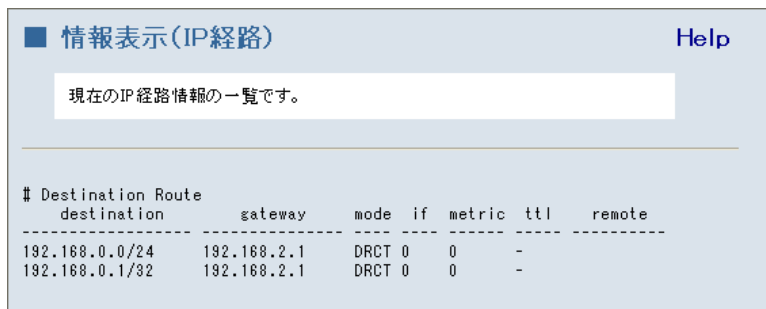 ■ 情報表示(IP経路)
Help
現在のIP経路情報の一覧です。
# Destination Route
destination gateway mode if metric ttl remote
------------------ --------------- ---- ---- ------ ----- ----------
192.168.0.0/24 192.168.2.1 DRCT 0 0 -
192.168.0.1/32 192.168.2.1 DRCT 0 0 -